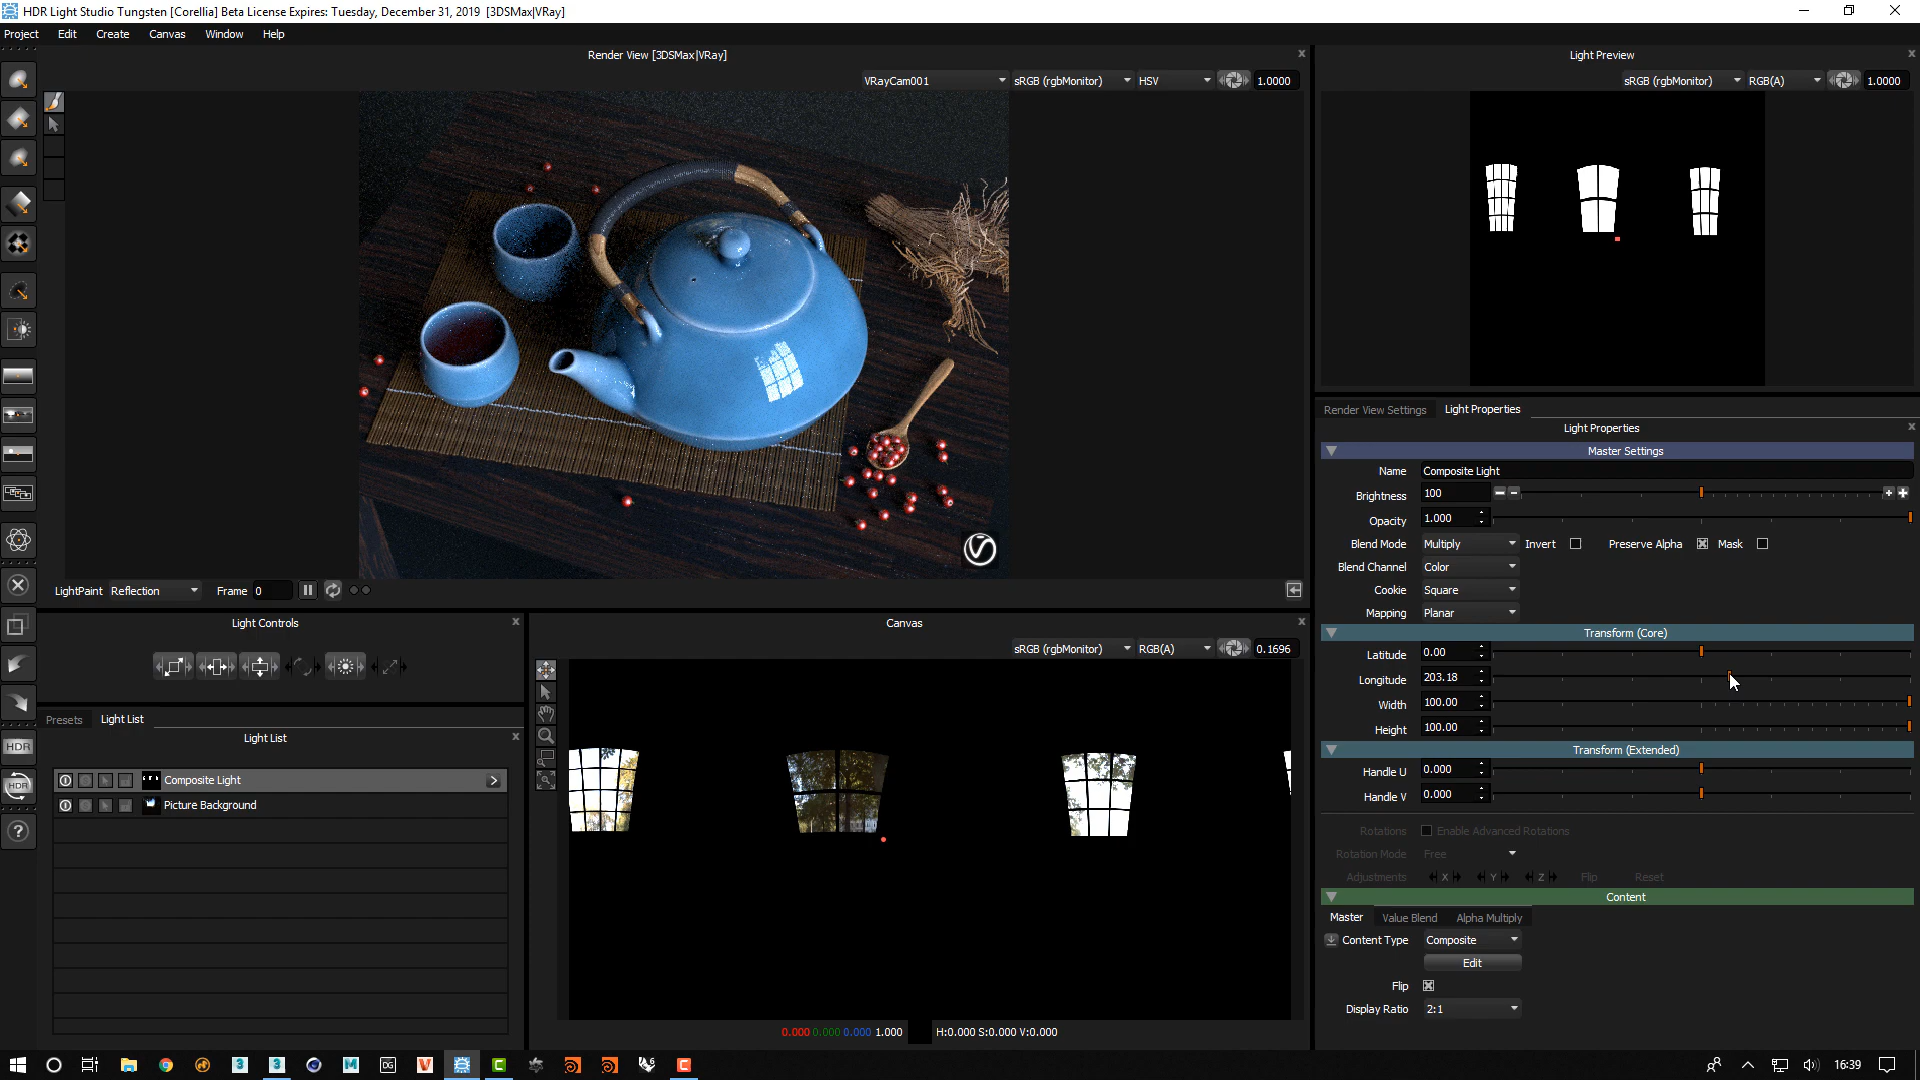 HDR Light Studio Tungsten [Corellia] Beta License Expires: Tuesday, December 31, 2019 [3DSMax|VRay]
Project Edit Create Canvas Window Help
Render View [3DSMax|VRay]
VRayCam001 sRGB (rgbMonitor) HSV 1.0000
LightPaint Reflection Frame 0
Light Preview
sRGB (rgbMonitor) RGB(A) 1.0000
Light Controls
Presets Light List
Light List
Composite Light
Picture Background
Canvas
sRGB (rgbMonitor) RGB(A) 0.1696
0.000 0.000 0.000 1.000 H:0.000 S:0.000 V:0.000
Render View Settings Light Properties
Light Properties
Master Settings
Name Composite Light
Brightness 100
Opacity 1.000
Blend Mode Multiply Invert Preserve Alpha Mask
Blend Channel Color
Cookie Square
Mapping Planar
Transform (Core)
Latitude 0.00
Longitude 203.18
Width 100.00
Height 100.00
Transform (Extended)
Handle U 0.000
Handle V 0.000
Rotations Enable Advanced Rotations
Rotation Mode Free
Adjustments X Y Z Flip Reset
Content
Master Value Blend Alpha Multiply
Content Type Composite
Edit
Flip
Display Ratio 2:1
HDR
HDR
16:39